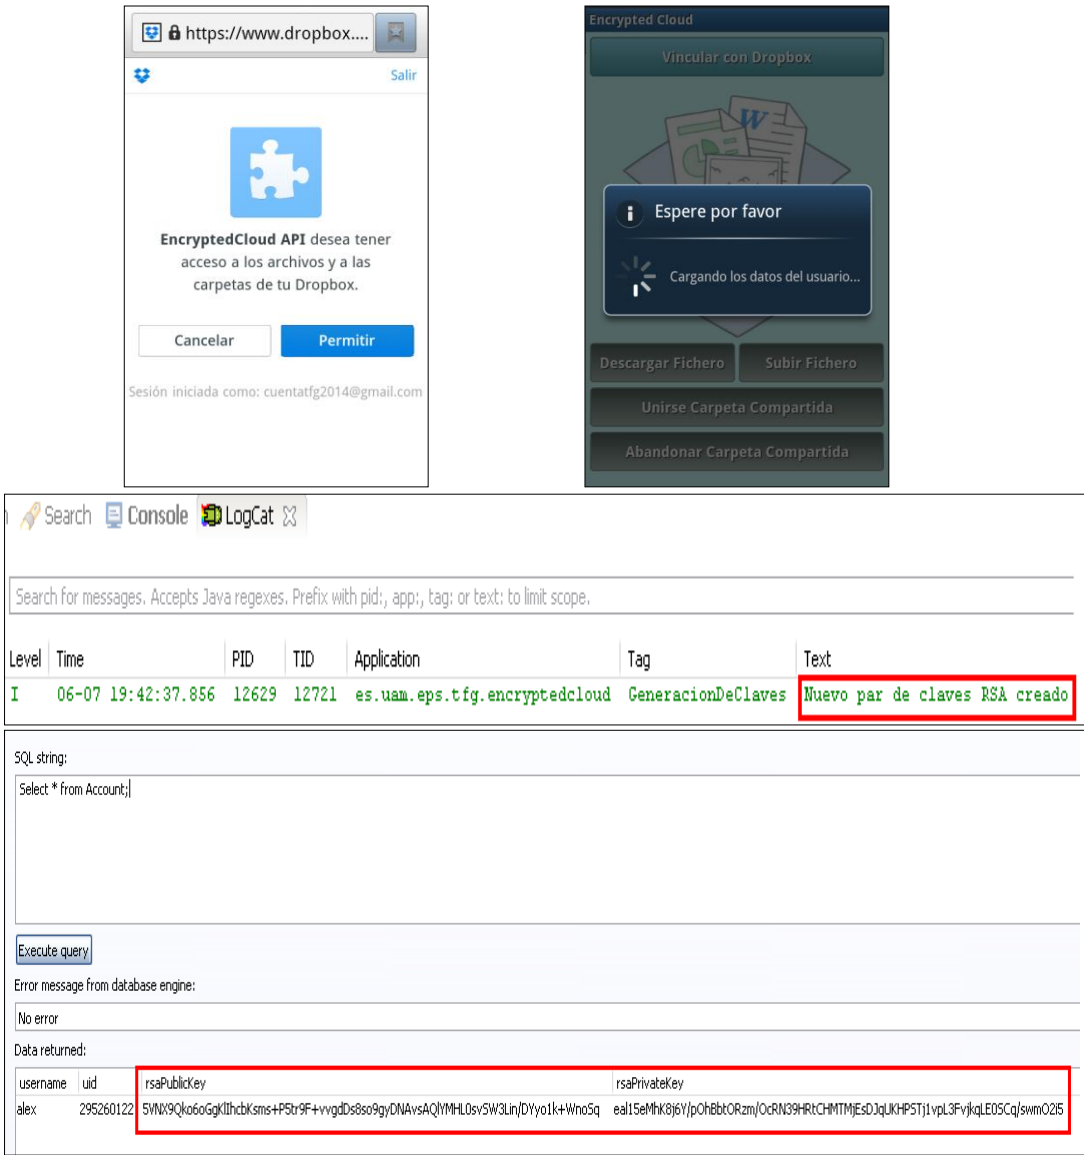 https://www.dropbox....
Salir
EncryptedCloud API desea tener
acceso a los archivos y a las
carpetas de tu Dropbox.
Cancelar
Permitir
Sesión iniciada como: cuentatfg2014@gmail.com
Encrypted Cloud
Vincular con Dropbox
W
Espere por favor
Cargando los datos del usuario...
Descargar Fichero
Subir Fichero
Unirse Carpeta Compartida
Abandonar Carpeta Compartida
Search Console LogCat
Search for messages. Accepts Java regexes. Prefix with pid:, app:, tag: or text: to limit scope.
Level Time PID TID Application Tag Text
I 06-07 19:42:37.856 12629 12721 es.uam.eps.tfg.encryptedcloud GeneracionDeClaves Nuevo par de claves RSA creado
SQL string:
Select * from Account;
Execute query
Error message from database engine:
No error
Data returned:
username uid rsaPublicKey rsaPrivateKey
alex 295260122